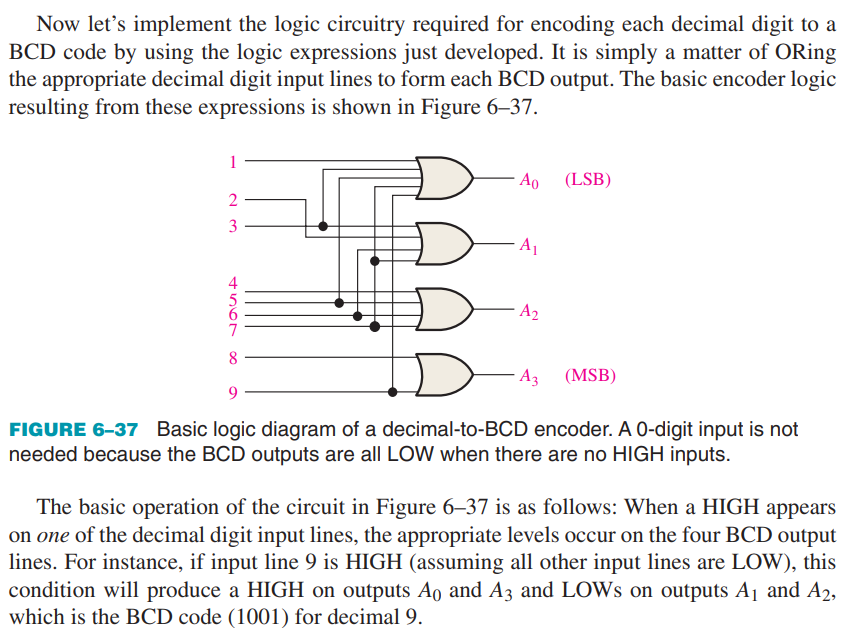 Now let's implement the logic circuitry required for encoding each decimal digit to a
BCD code by using the logic expressions just developed. It is simply a matter of ORing
the appropriate decimal digit input lines to form each BCD output. The basic encoder logic
resulting from these expressions is shown in Figure 6–37.
1
A0 (LSB)
2
3
A1
4
5
6
A2
7
8
A3 (MSB)
9
FIGURE 6–37 Basic logic diagram of a decimal-to-BCD encoder. A 0-digit input is not
needed because the BCD outputs are all LOW when there are no HIGH inputs.
The basic operation of the circuit in Figure 6–37 is as follows: When a HIGH appears
on one of the decimal digit input lines, the appropriate levels occur on the four BCD output
lines. For instance, if input line 9 is HIGH (assuming all other input lines are LOW), this
condition will produce a HIGH on outputs A0 and A3 and LOWs on outputs A1 and A2,
which is the BCD code (1001) for decimal 9.